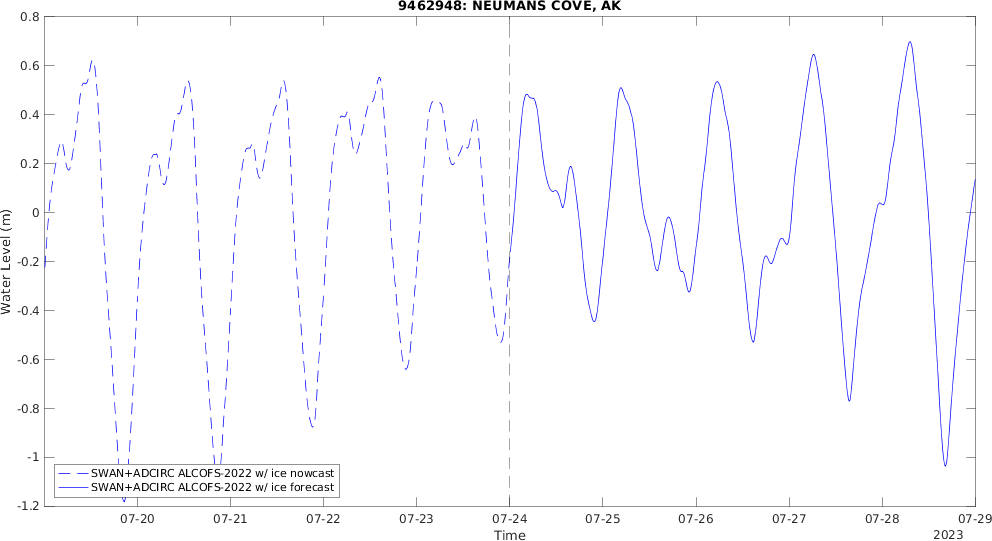 9462948: NEUMANS COVE, AK
Water Level (m)
0.8
0.6
0.4
0.2
0
-0.2
-0.4
-0.6
-0.8
-1
-1.2
SWAN+ADCIRC ALCOFS-2022 w/ ice nowcast
SWAN+ADCIRC ALCOFS-2022 w/ ice forecast
07-20 07-21 07-22 07-23 07-24 07-25 07-26 07-27 07-28 07-29
Time
2023